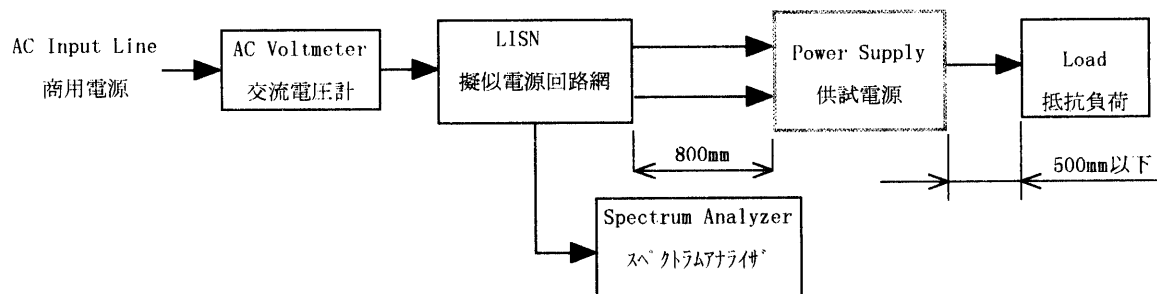 AC Input Line
商用電源
AC Voltmeter
交流電圧計
LISN
擬似電源回路網
Power Supply
供試電源
Load
抵抗負荷
800mm
500mm以下
Spectrum Analyzer
スペクトラムアナライザ